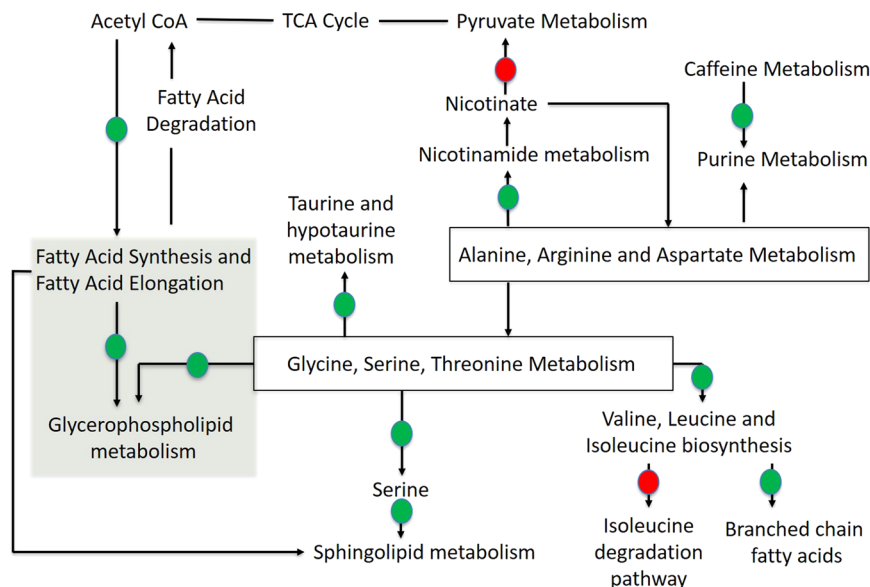 Acetyl CoA
TCA Cycle
Pyruvate Metabolism
Caffeine Metabolism
Fatty Acid
Degradation
Nicotinate
Nicotinamide metabolism
Purine Metabolism
Taurine and
hypotaurine
metabolism
Fatty Acid Synthesis and
Fatty Acid Elongation
Alanine, Arginine and Aspartate Metabolism
Glycine, Serine, Threonine Metabolism
Glycerophospholipid
metabolism
Valine, Leucine and
Isoleucine biosynthesis
Serine
Sphingolipid metabolism
Isoleucine
degradation
pathway
Branched chain
fatty acids